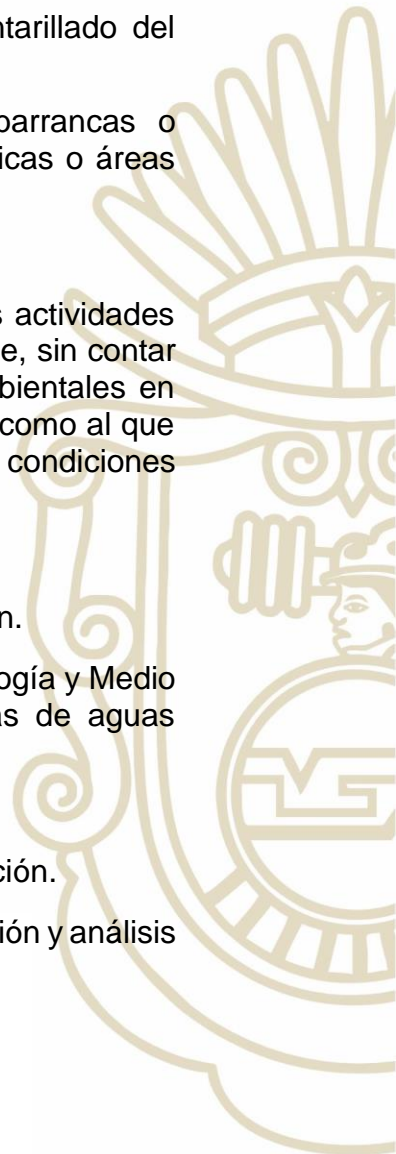 ntarillado del
barrancas o
icas o áreas
s actividades
e, sin contar
bientales en
como al que
condiciones
n.
ogía y Medio
as de aguas
ción.
ión y análisis